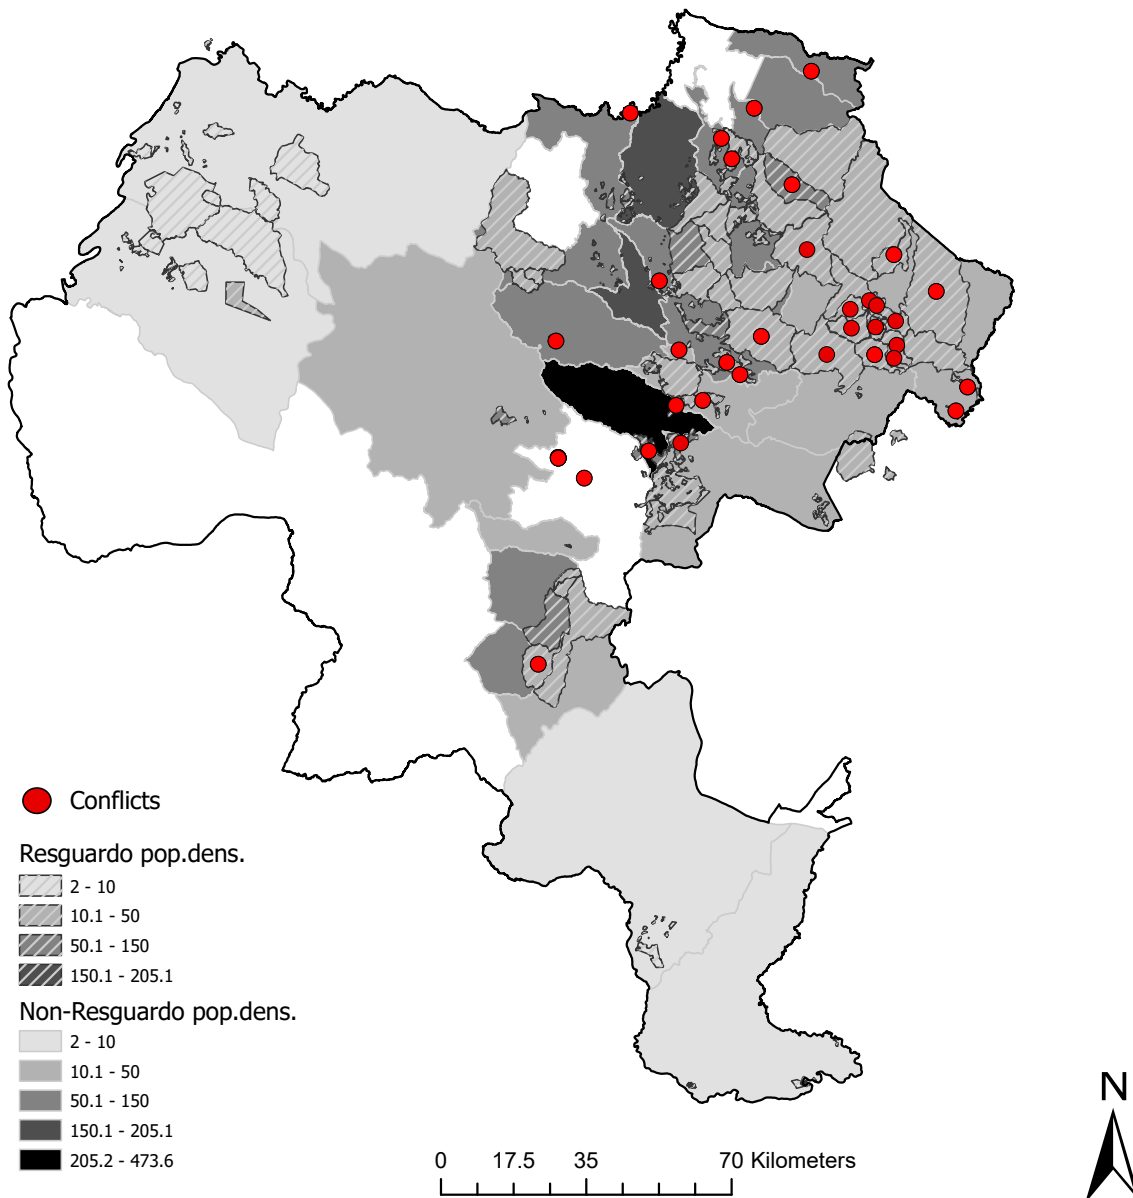 Conflicts
Resguardo pop.dens.
2 - 10
10.1 - 50
50.1 - 150
150.1 - 205.1
Non-Resguardo pop.dens.
2 - 10
10.1 - 50
50.1 - 150
150.1 - 205.1
205.2 - 473.6
0 17.5 35 70 Kilometers
N